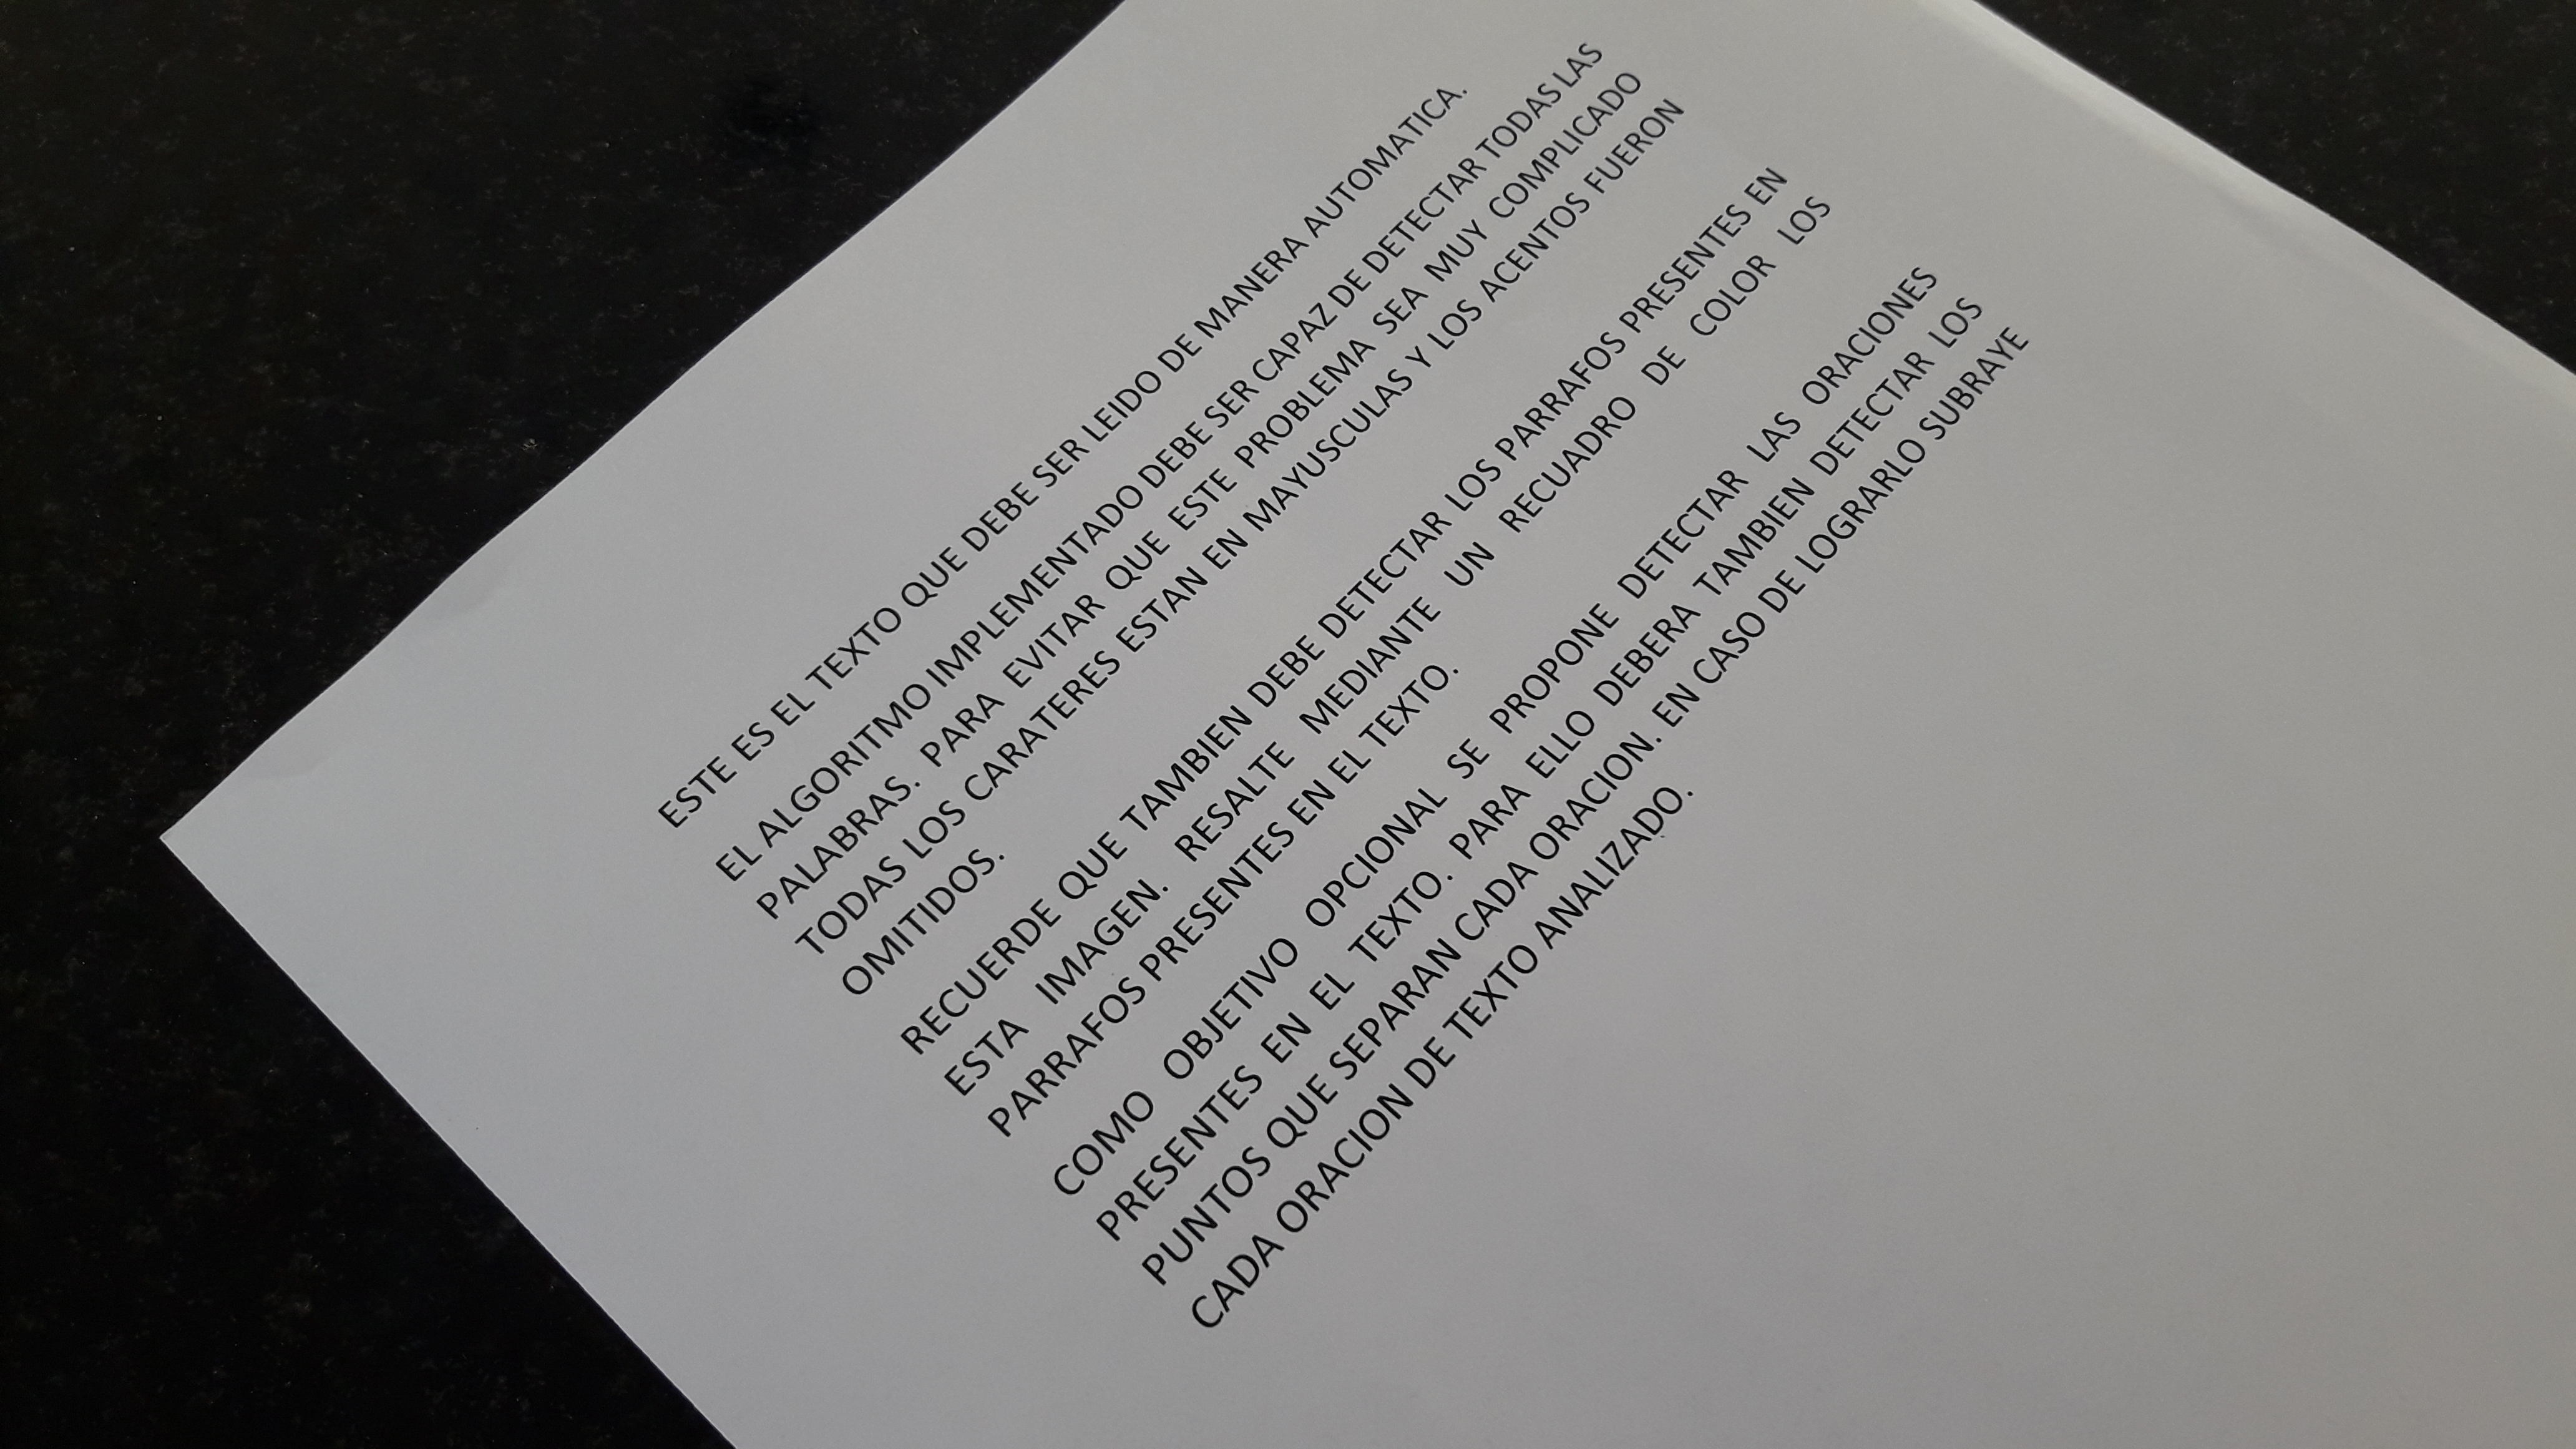 ESTE ES EL TEXTO QUE DEBE SER LEIDO DE MANERA AUTOMATICA.
EL ALGORITMO IMPLEMENTADO DEBE SER CAPAZ DE DETECTAR TODAS LAS
PALABRAS. PARA EVITAR QUE ESTE PROBLEMA SEA MUY COMPLICADO
TODAS LOS CARATERES ESTAN EN MAYUSCULAS Y LOS ACENTOS FUERON
OMITIDOS.
RECUERDE QUE TAMBIEN DEBE DETECTAR LOS PARRAFOS PRESENTES EN
ESTA IMAGEN. RESALTE MEDIANTE UN RECUADRO DE COLOR LOS
PARRAFOS PRESENTES EN EL TEXTO.
COMO OBJETIVO OPCIONAL SE PROPONE DETECTAR LAS ORACIONES
PRESENTES EN EL TEXTO. PARA ELLO DEBERA TAMBIEN DETECTAR LOS
PUNTOS QUE SEPARAN CADA ORACION. EN CASO DE LOGRARLO SUBRAYE
CADA ORACION DE TEXTO ANALIZADO.